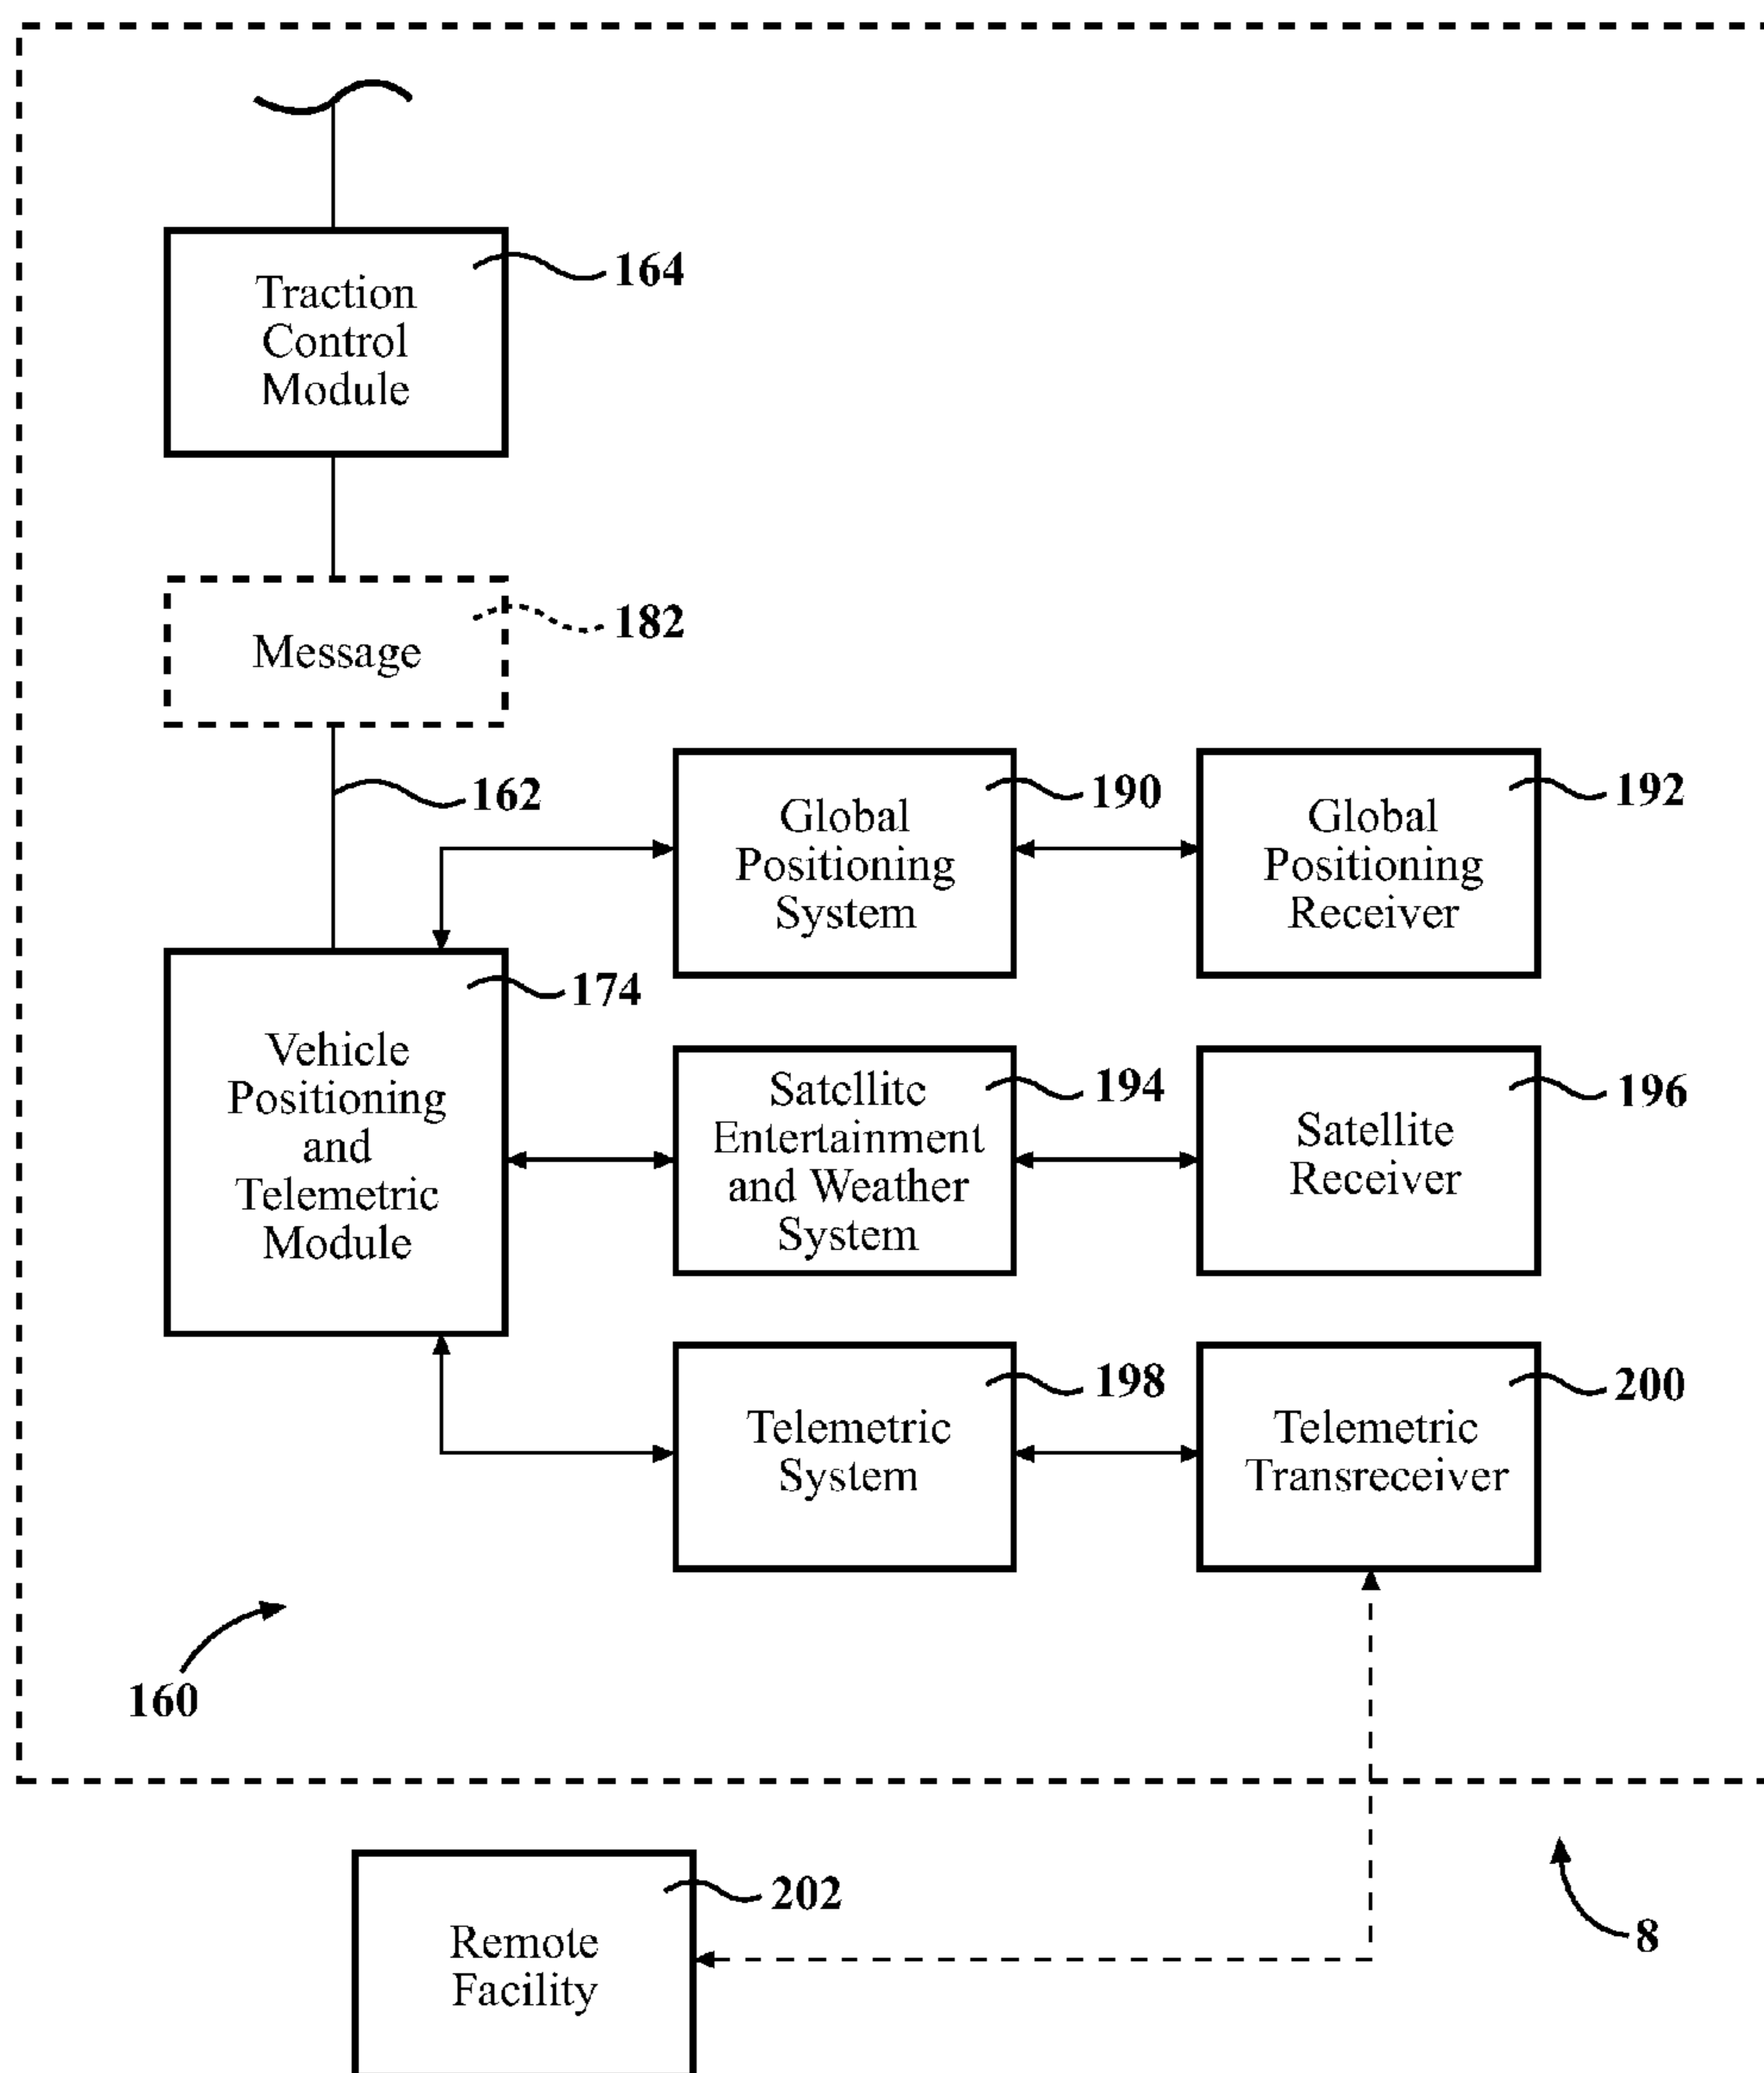 164
Traction
Control
Module
182
Message
162
190
Global
Positioning
System
192
Global
Positioning
Receiver
174
Vehicle
Positioning
and
Telemetric
Module
194
Satellite
Entertainment
and Weather
System
196
Satellite
Receiver
198
Telemetric
System
200
Telemetric
Transreceiver
160
202
Remote
Facility
8